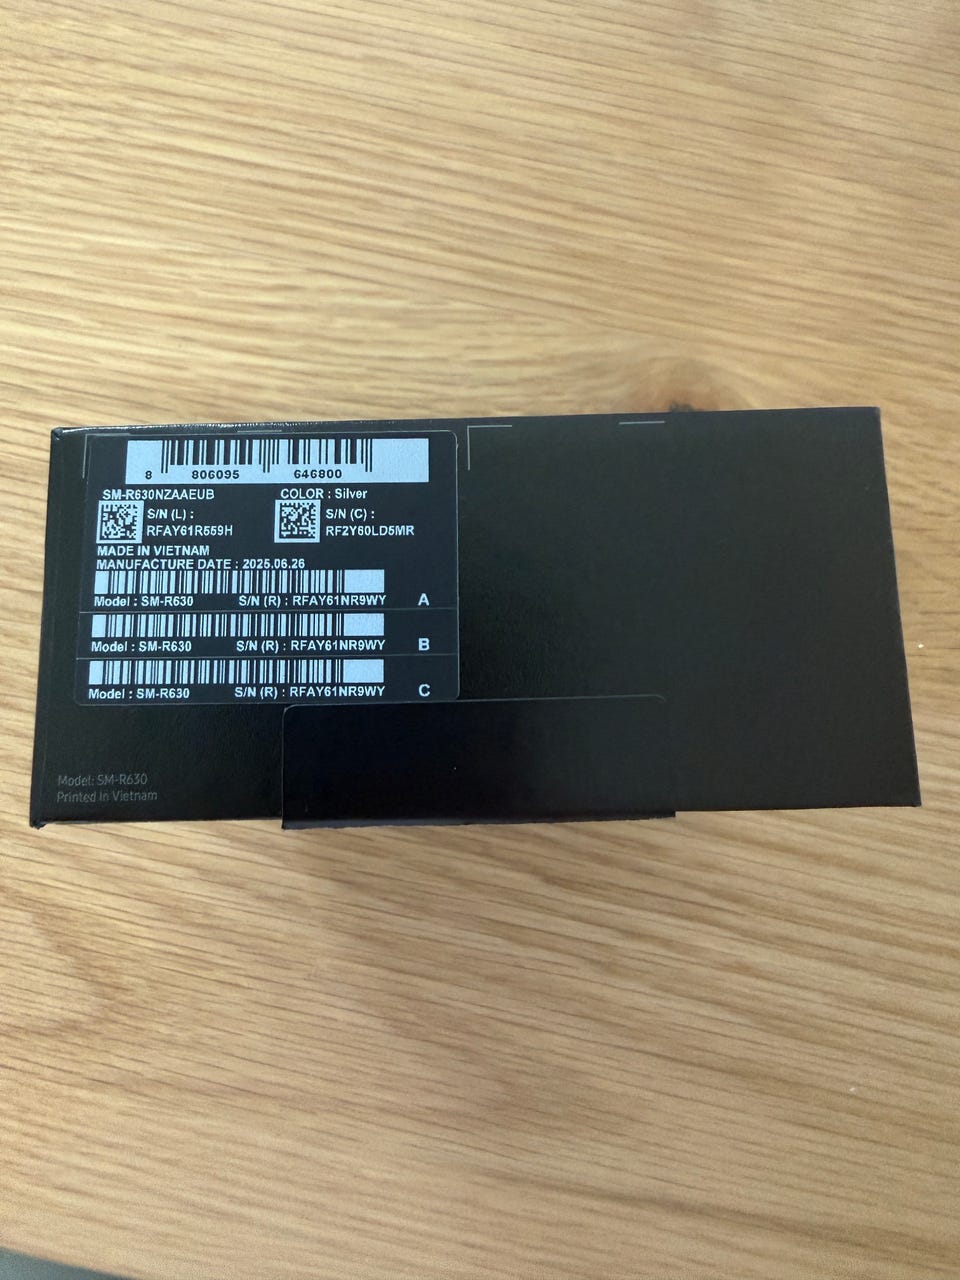 8 806095 646800
SM-R630NZAAEUB COLOR : Silver
S/N (L) : S/N (C) :
RFAY61R559H RF2Y60LD5MR
MADE IN VIETNAM
MANUFACTURE DATE : 2025.06.26
Model : SM-R630 S/N (R) : RFAY61NR9WY A
Model : SM-R630 S/N (R) : RFAY61NR9WY B
Model : SM-R630 S/N (R) : RFAY61NR9WY C
Model: SM-R630
Printed in Vietnam